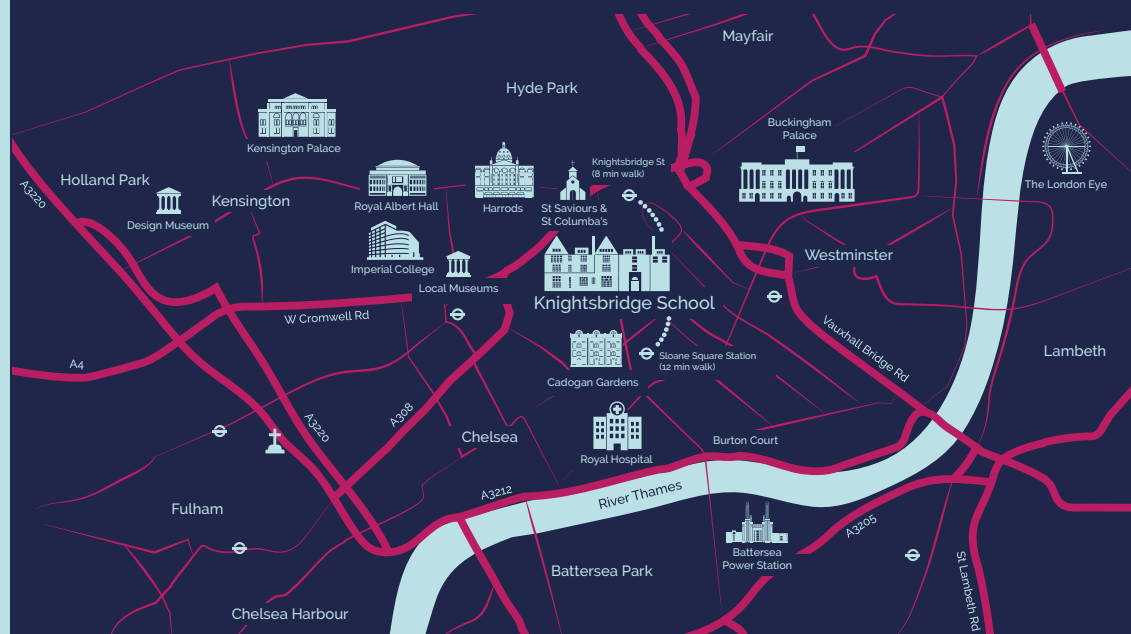 Mayfair
Hyde Park
Buckingham
Palace
Kensington Palace
Knightsbridge St
(8 min walk)
Holland Park
A3220
Kensington
Design Museum
Royal Albert Hall
Harrods
St Saviours &
St Columba's
The London Eye
Imperial College
Local Museums
Westminster
Knightsbridge School
W Cromwell Rd
Vauxhall Bridge Rd
A4
Sloane Square Station
(12 min walk)
Lambeth
Cadogan Gardens
A308
A3220
Chelsea
Royal Hospital
Burton Court
A3212
River Thames
Fulham
A3205
Battersea
Power Station
Battersea Park
St Lambeth Rd
Chelsea Harbour